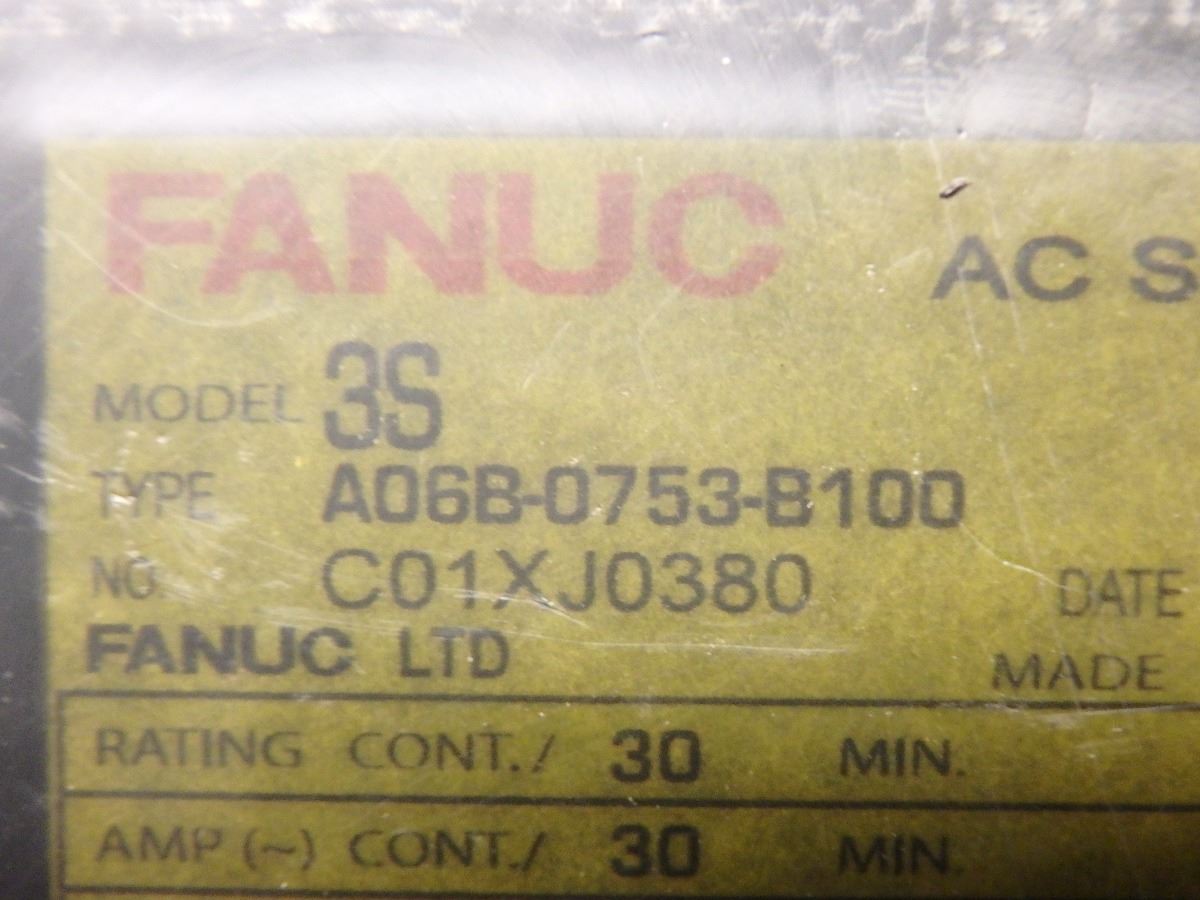 FANUC AC S
MODEL 3S
TYPE A06B-0753-B100
NO. C01XJ0380 DATE
FANUC LTD MADE
RATING CONT./ 30 MIN.
AMP (~) CONT./ 30 MIN.